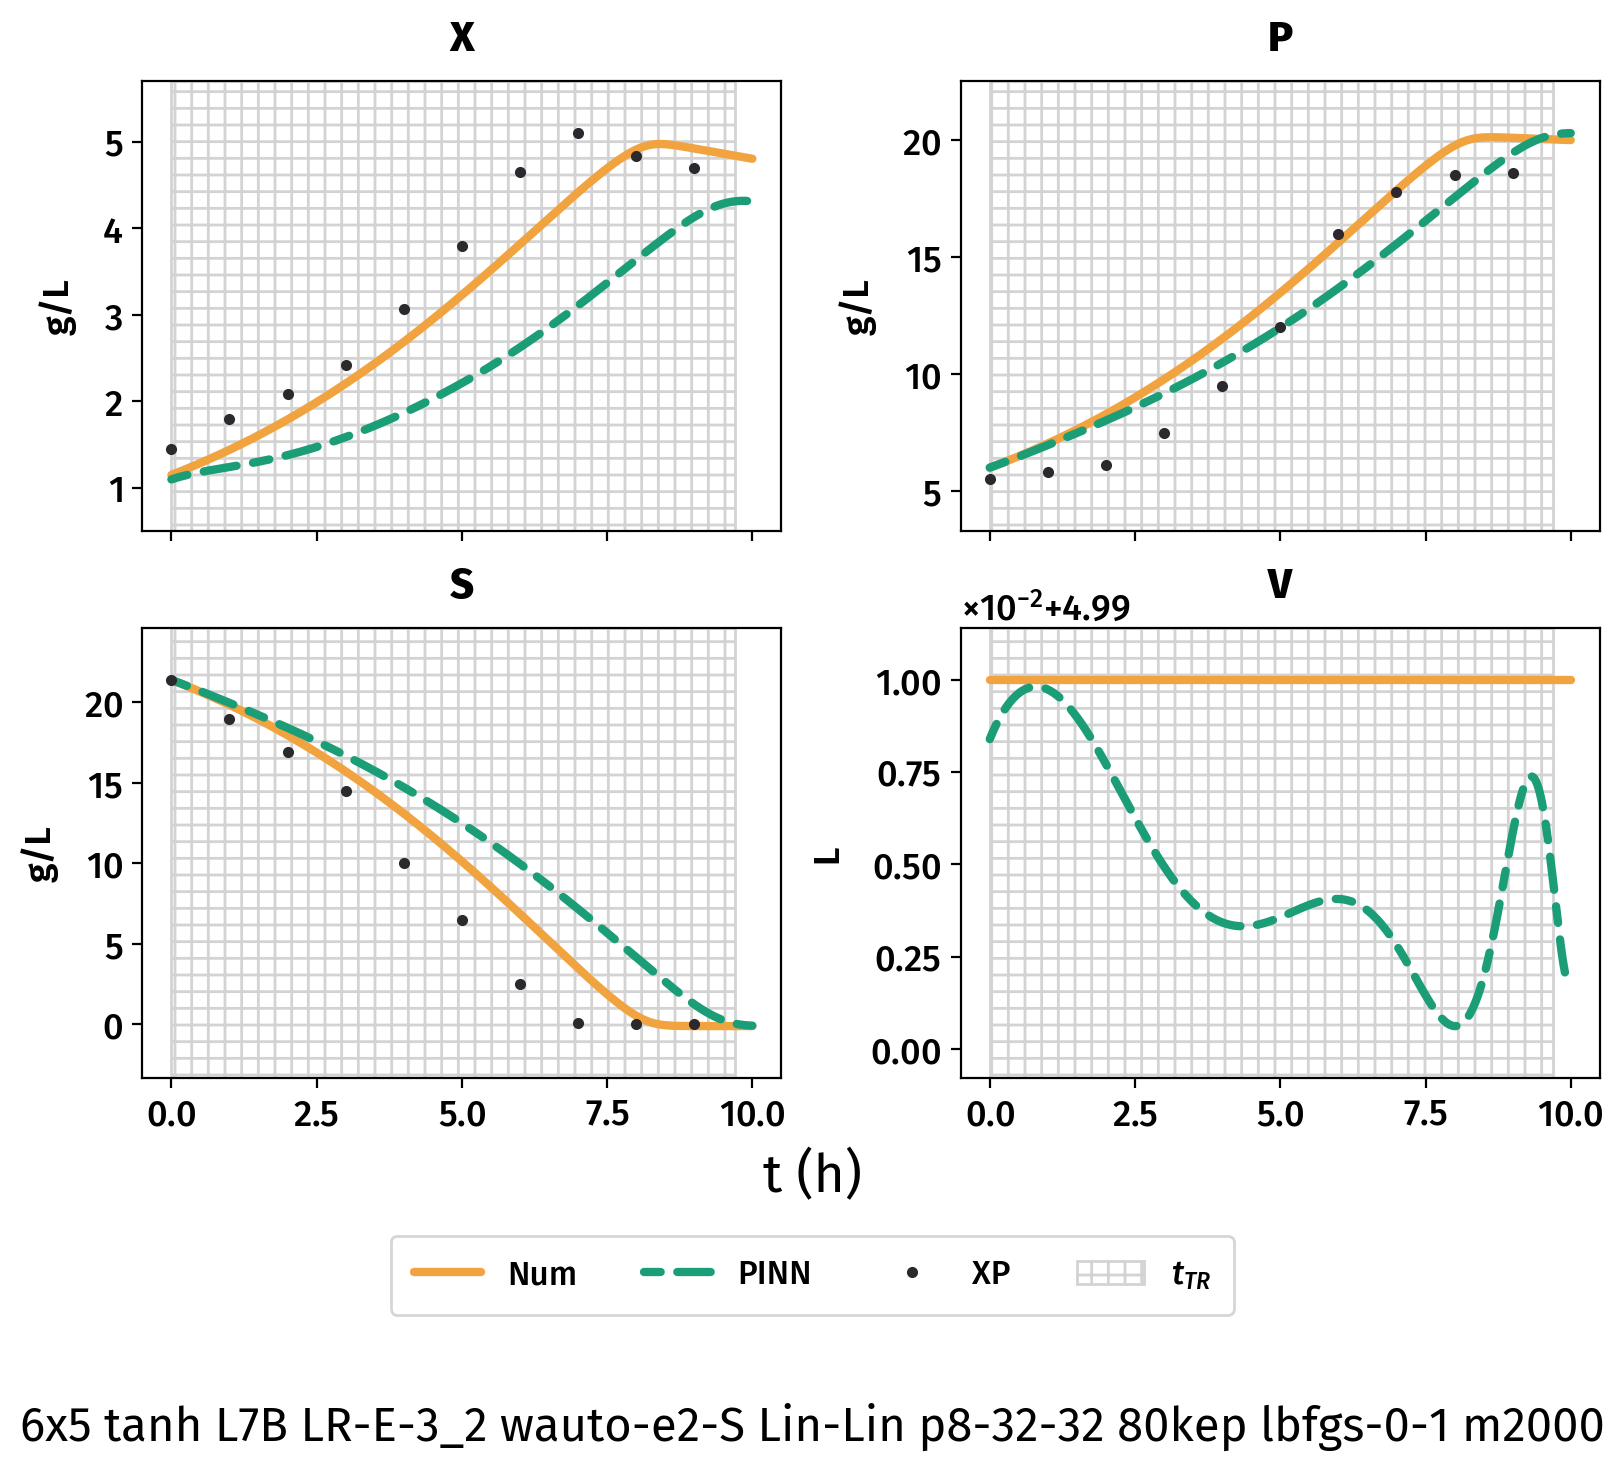 X
g/L
5
4
3
2
1
P
g/L
20
15
10
5
S
g/L
20
15
10
5
0
0.0 2.5 5.0 7.5 10.0
V
×10⁻²+4.99
L
1.00
0.75
0.50
0.25
0.00
0.0 2.5 5.0 7.5 10.0
t (h)
Num PINN XP t_TR
6x5 tanh L7B LR-E-3_2 wauto-e2-S Lin-Lin p8-32-32 80kep lbfgs-0-1 m2000